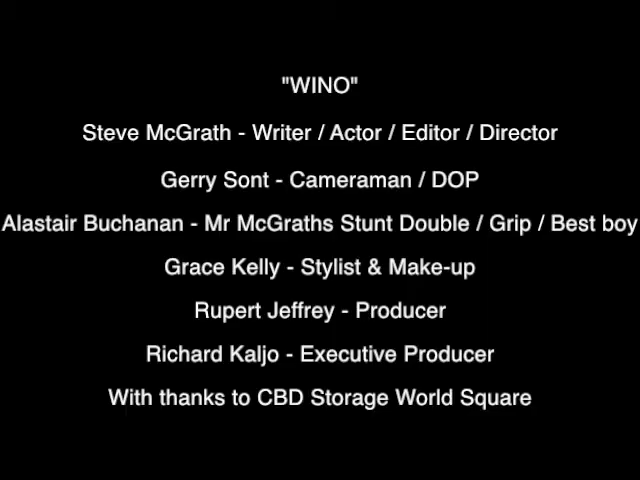 "WINO"
Steve McGrath - Writer / Actor / Editor / Director
Gerry Sont - Cameraman / DOP
Alastair Buchanan - Mr McGraths Stunt Double / Grip / Best boy
Grace Kelly - Stylist & Make-up
Rupert Jeffrey - Producer
Richard Kaljo - Executive Producer
With thanks to CBD Storage World Square